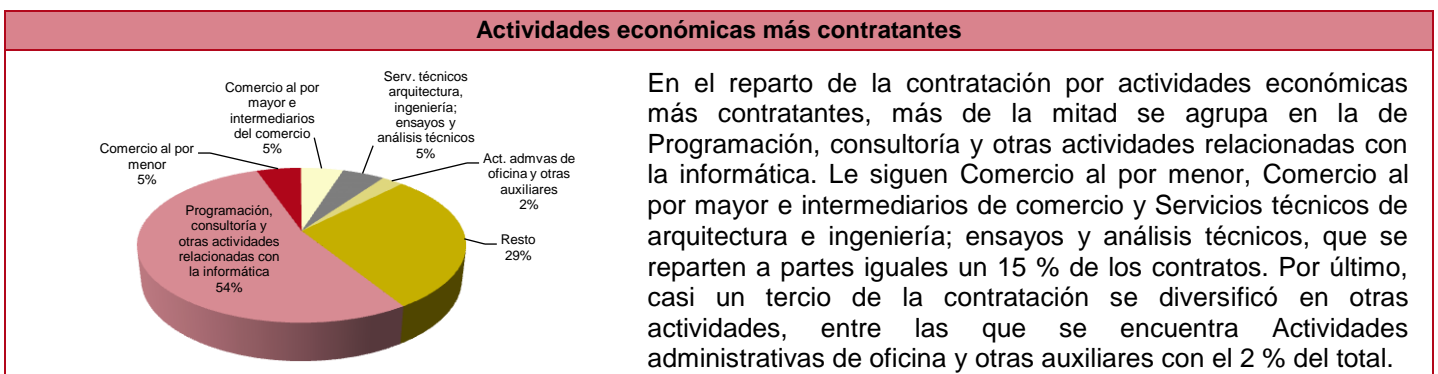 Actividades económicas más contratantes
Comercio al por
menor
5%
Comercio al por
mayor e
intermediarios
del comercio
5%
Serv. técnicos
arquitectura,
ingeniería;
ensayos y
análisis técnicos
5%
Act. admvas de
oficina y otras
auxiliares
2%
Resto
29%
Programación,
consultoría y
otras actividades
relacionadas con
la informática
54%
En el reparto de la contratación por actividades económicas
más contratantes, más de la mitad se agrupa en la de
Programación, consultoría y otras actividades relacionadas con
la informática. Le siguen Comercio al por menor, Comercio al
por mayor e intermediarios de comercio y Servicios técnicos de
arquitectura e ingeniería; ensayos y análisis técnicos, que se
reparten a partes iguales un 15 % de los contratos. Por último,
casi un tercio de la contratación se diversificó en otras
actividades, entre las que se encuentra Actividades
administrativas de oficina y otras auxiliares con el 2 % del total.